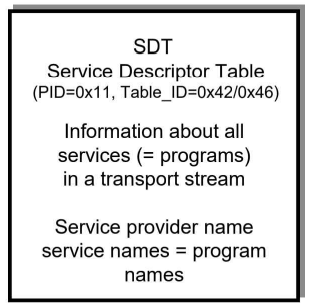 SDT
Service Descriptor Table
(PID=0x11, Table_ID=0x42/0x46)
Information about all
services (= programs)
in a transport stream
Service provider name
service names = program
names